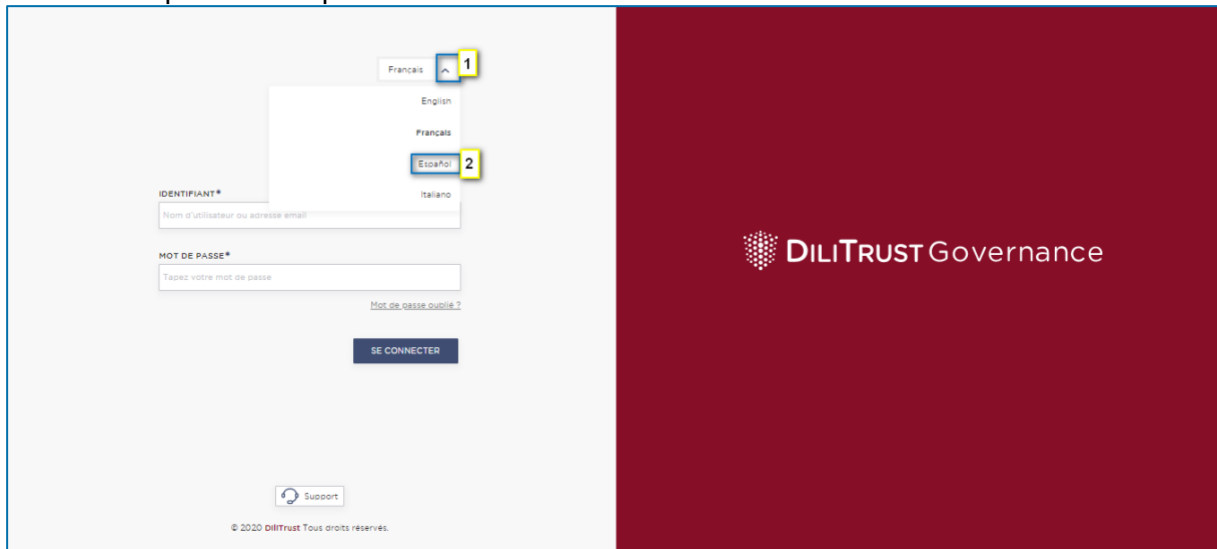 Français 1
English
Français
Español 2
Italiano
IDENTIFIANT*
Nom d'utilisateur ou adresse email
MOT DE PASSE*
Tapez votre mot de passe
Mot de passe oublié ?
SE CONNECTER
Support
© 2020 DiliTrust Tous droits réservés.
DILITRUST Governance